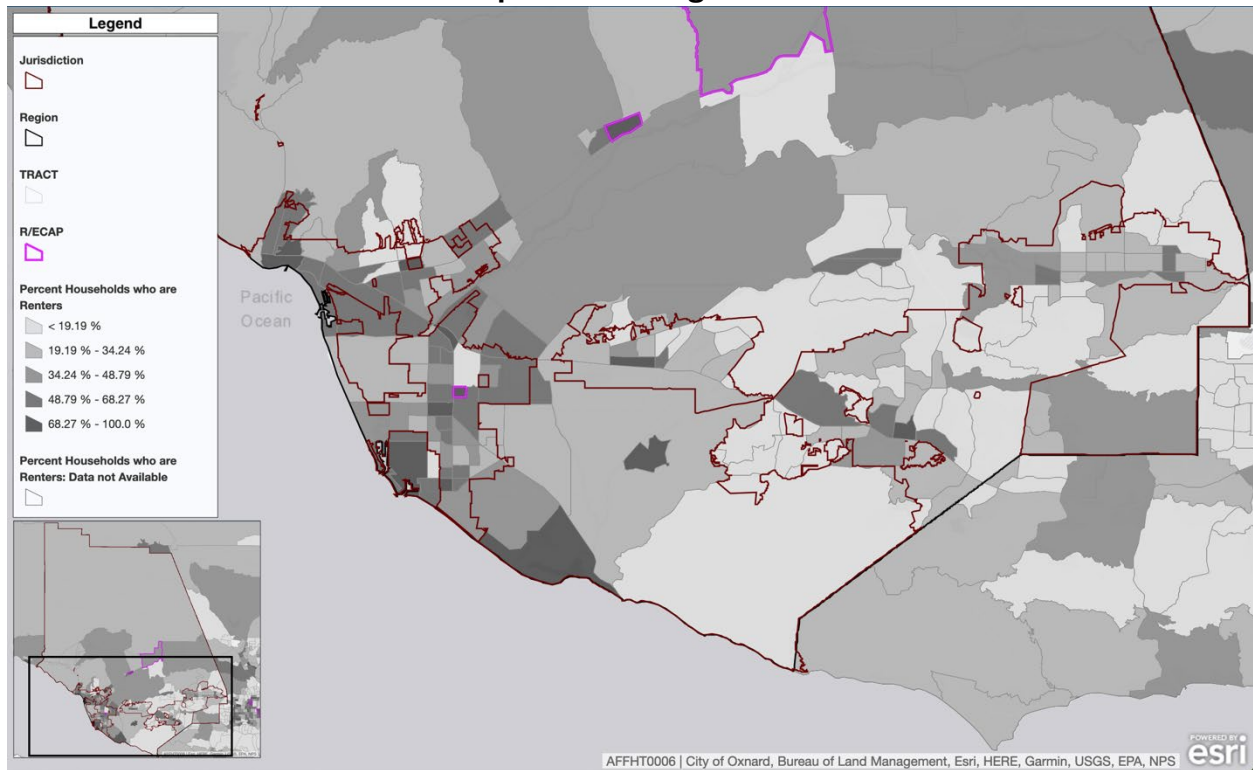 Legend
Jurisdiction
Region
TRACT
R/ECAP
Percent Households who are
Renters
< 19.19 %
19.19 % - 34.24 %
34.24 % - 48.79 %
48.79 % - 68.27 %
68.27 % - 100.0 %
Percent Households who are
Renters: Data not Available
Pacific
Ocean
AFFHT0006 | City of Oxnard, Bureau of Land Management, Esri, HERE, Garmin, USGS, EPA, NPS
POWERED BY
esri